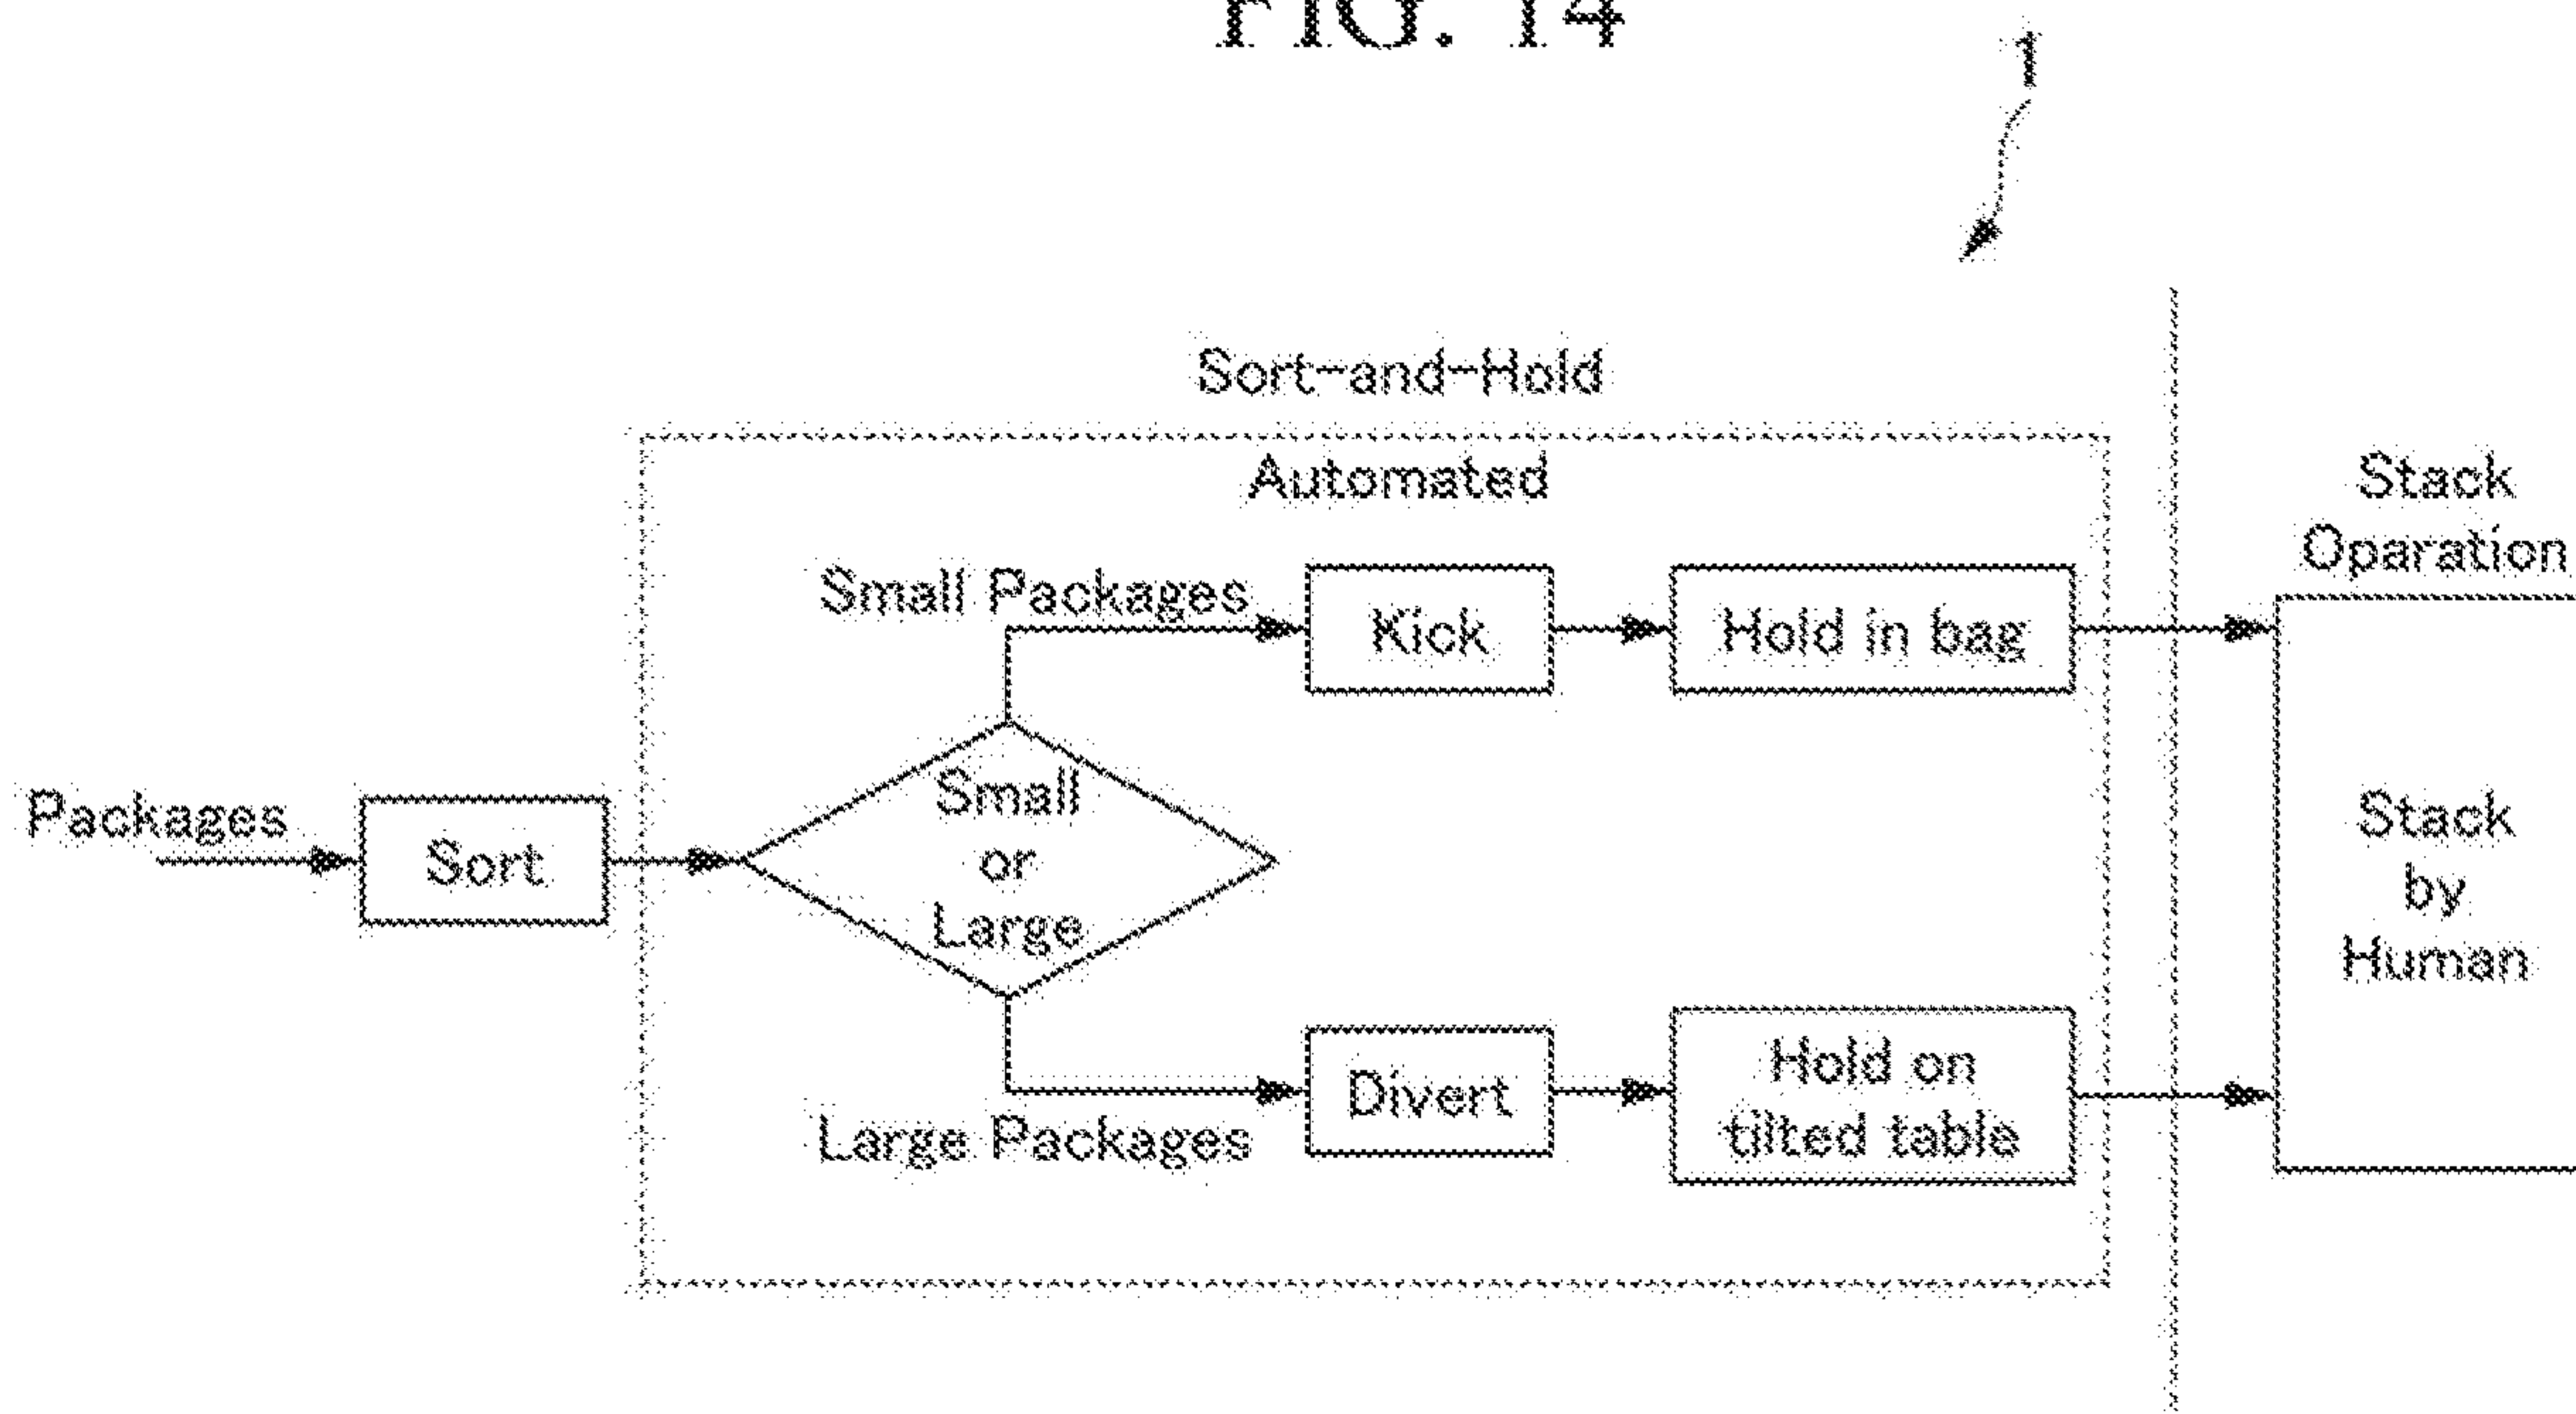 FIG. 14
1
Sort-and-Hold
Automated
Stack
Oparation
Small Packages
Kick
Hold in bag
Packages
Sort
Small
or
Large
Stack
by
Human
Large Packages
Divert
Hold on
tilted table